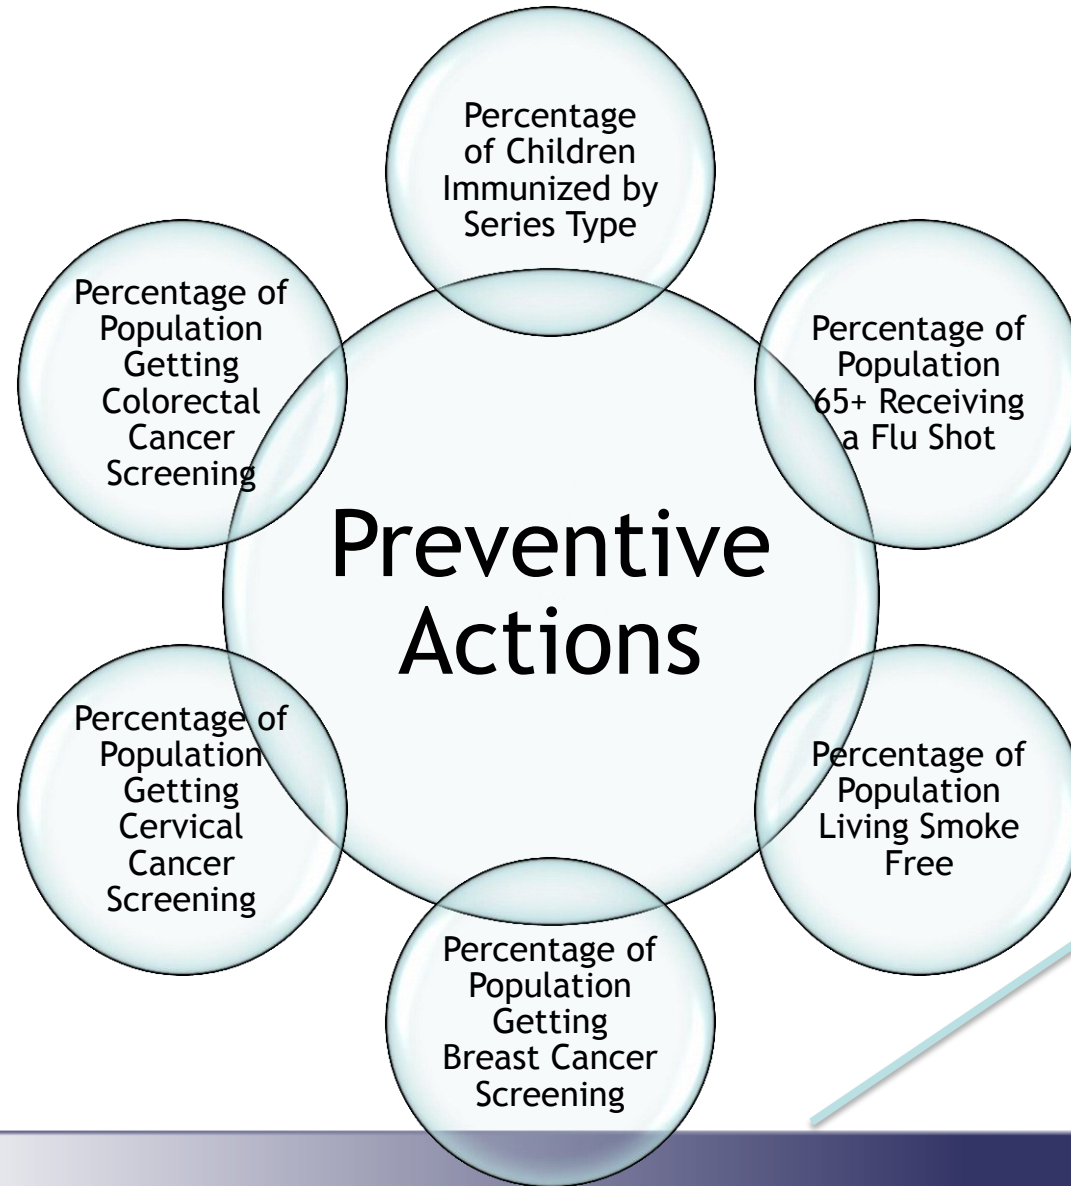 Percentage
of Children
Immunized by
Series Type
Percentage of
Population
65+ Receiving
a Flu Shot
Percentage of
Population
Living Smoke
Free
Percentage of
Population
Getting
Breast Cancer
Screening
Percentage of
Population
Getting
Cervical
Cancer
Screening
Percentage of
Population
Getting
Colorectal
Cancer
Screening
Preventive
Actions